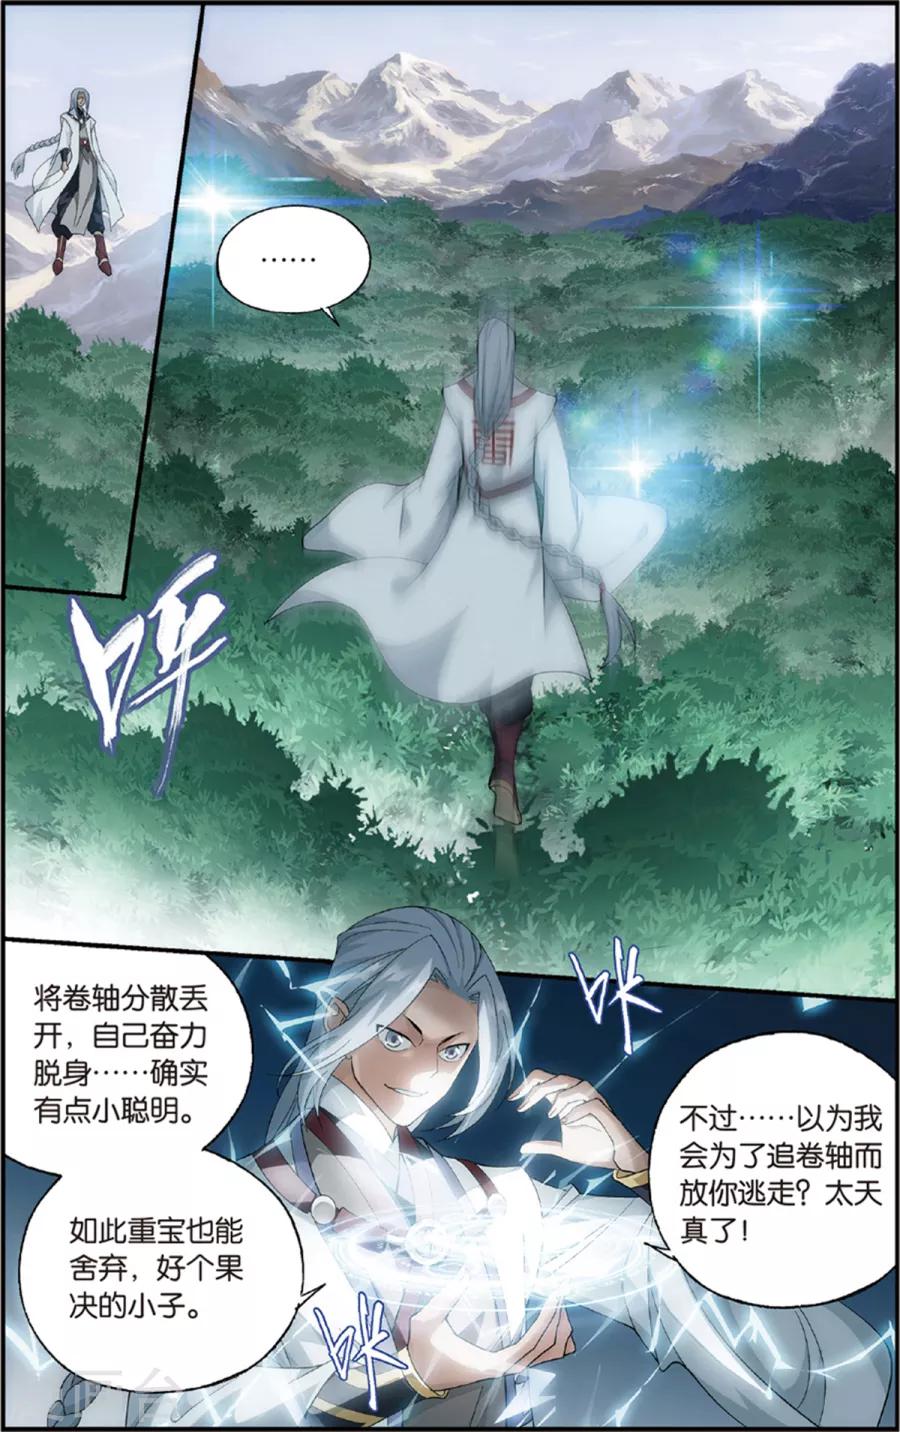 ……
呼
将卷轴分散丢
开，自己奋力
脱身……确实
有点小聪明。
如此重宝也能
舍弃，好个果
决的小子。
咔
咔
不过……以为我
会为了追卷轴而
放你逃走？太天
真了！